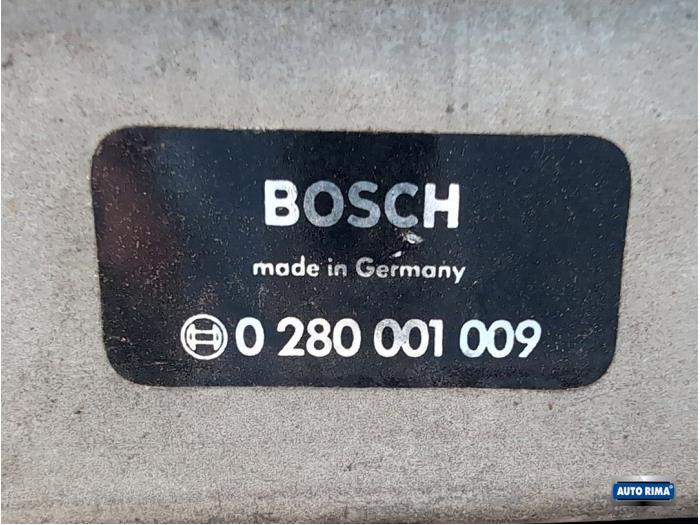 BOSCH
made in Germany
0 280 001 009
AUTO RIMA